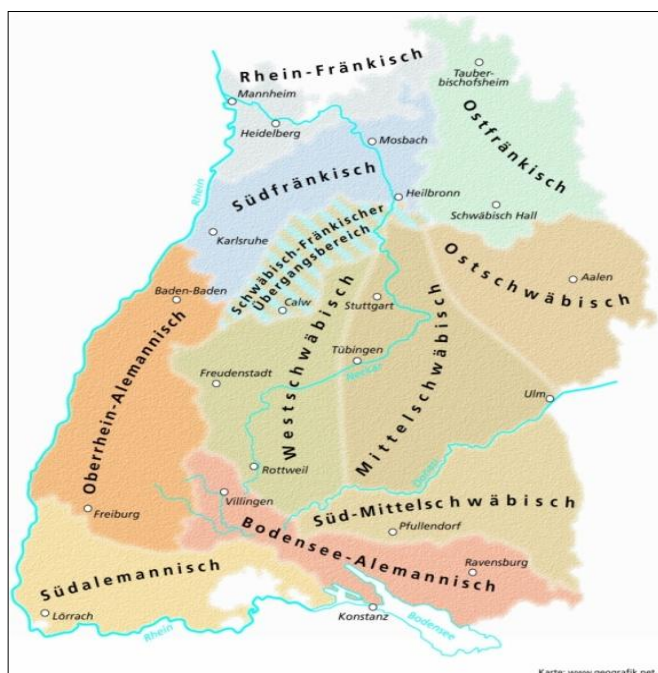 Rhein-Fränkisch
Tauber-
bischofsheim
Mannheim
Heidelberg
Mosbach
Ostfränkisch
Rhein
Südfränkisch
Heilbronn
Schwäbisch Hall
Karlsruhe
Schwäbisch-Fränkischer
Übergangsbereich
Ostschwäbisch
Aalen
Baden-Baden
Calw
Stuttgart
Oberrhein-Alemannisch
Westschwäbisch
Mittelschwäbisch
Tübingen
Neckar
Freudenstadt
Ulm
Rottweil
Donau
Villingen
Freiburg
Süd-Mittelschwäbisch
Pfullendorf
Bodensee-Alemannisch
Ravensburg
Südalemannisch
Lörrach
Rhein
Konstanz
Bodensee
Karte: www.geografik.net